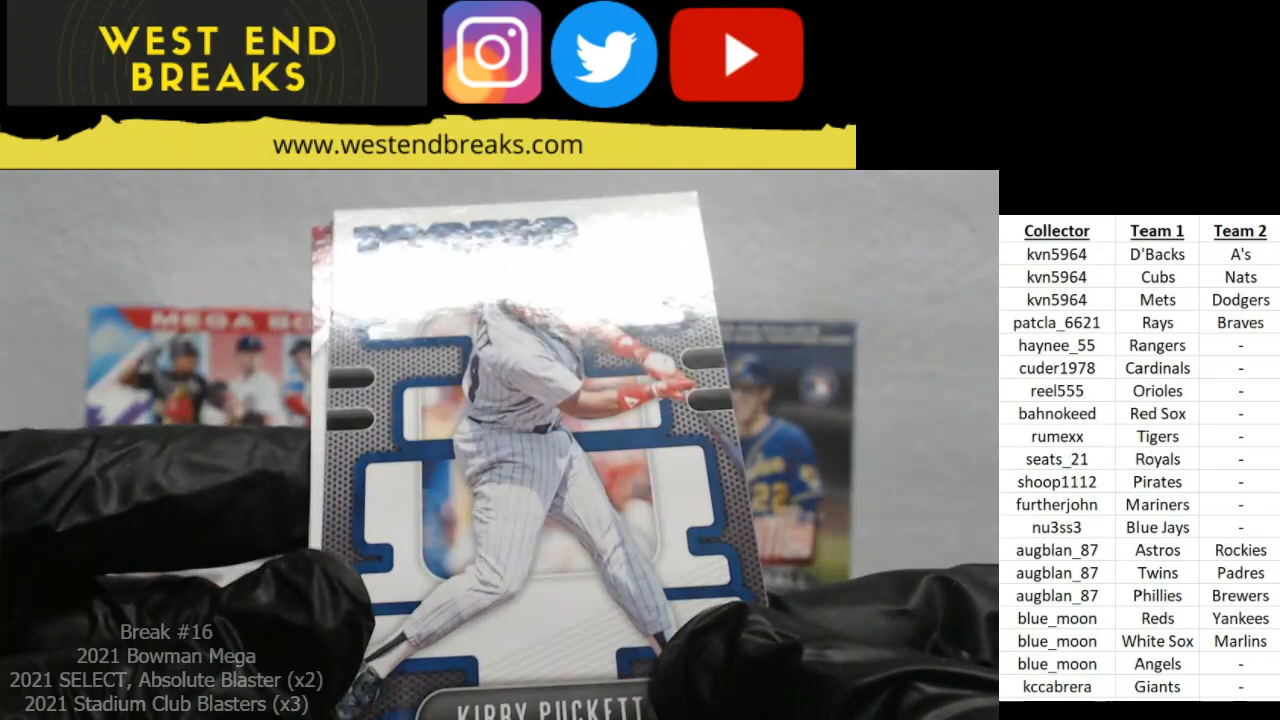 WEST END
BREAKS
www.westendbreaks.com
MEGA BO
22
KIRBY PUCKETT
Break #16
2021 Bowman Mega
2021 SELECT, Absolute Blaster (x2)
2021 Stadium Club Blasters (x3)
Collector Team 1 Team 2
kvn5964 D'Backs A's
kvn5964 Cubs Nats
kvn5964 Mets Dodgers
patcla_6621 Rays Braves
haynee_55 Rangers -
cuder1978 Cardinals -
reel555 Orioles -
bahnokeed Red Sox -
rumexx Tigers -
seats_21 Royals -
shoop1112 Pirates -
furtherjohn Mariners -
nu3ss3 Blue Jays -
augblan_87 Astros Rockies
augblan_87 Twins Padres
augblan_87 Phillies Brewers
blue_moon Reds Yankees
blue_moon White Sox Marlins
blue_moon Angels -
kccabrera Giants -